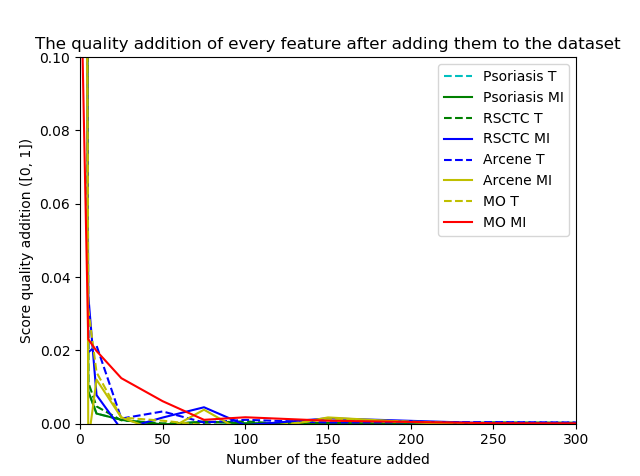 The quality addition of every feature after adding them to the dataset
Score quality addition ([0, 1])
0.10
0.08
0.06
0.04
0.02
0.00
0
50
100
150
200
250
300
Number of the feature added
Psoriasis T
Psoriasis MI
RSCTC T
RSCTC MI
Arcene T
Arcene MI
MO T
MO MI